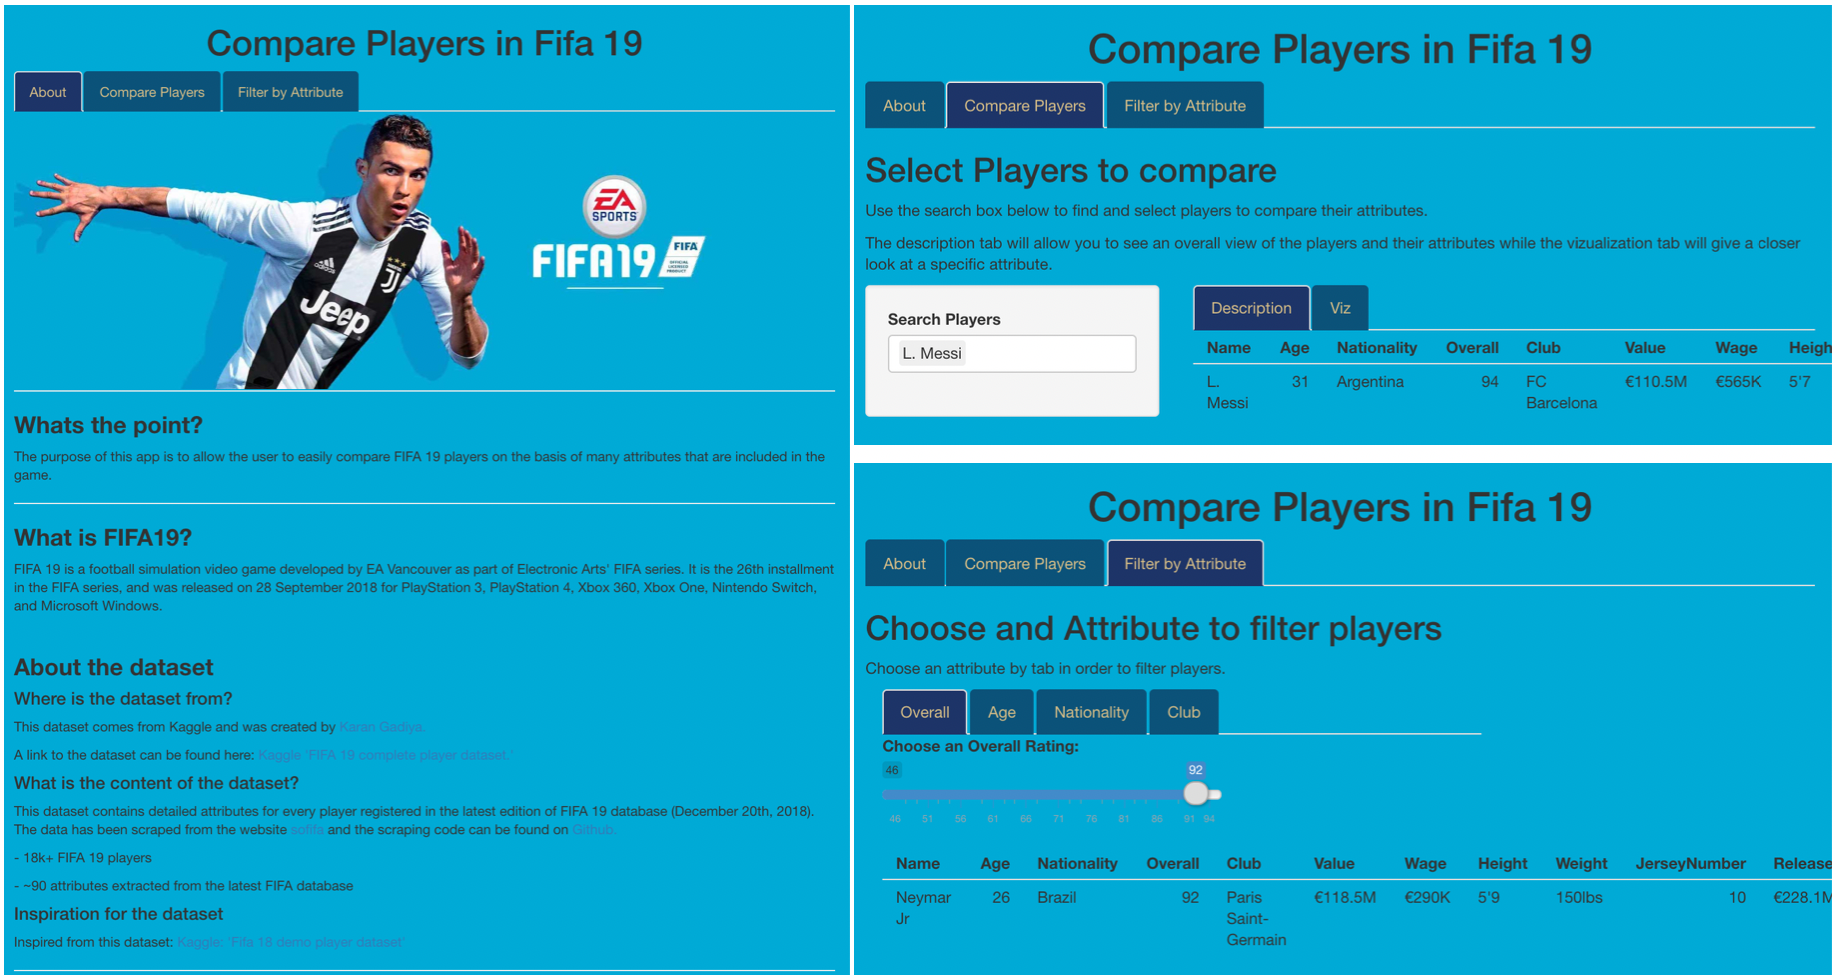 Compare Players in Fifa 19
About
Compare Players
Filter by Attribute
EA
SPORTS
FIFA19
FIFA
OFFICIAL
LICENSED
PRODUCT
adidas
JJ
Jeep
Whats the point?
The purpose of this app is to allow the user to easily compare FIFA 19 players on the basis of many attributes that are included in the
game.
What is FIFA19?
FIFA 19 is a football simulation video game developed by EA Vancouver as part of Electronic Arts' FIFA series. It is the 26th installment
in the FIFA series, and was released on 28 September 2018 for PlayStation 3, PlayStation 4, Xbox 360, Xbox One, Nintendo Switch,
and Microsoft Windows.
About the dataset
Where is the dataset from?
This dataset comes from Kaggle and was created by Karan Gadiya.
A link to the dataset can be found here: Kaggle 'FIFA 19 complete player dataset.
What is the content of the dataset?
This dataset contains detailed attributes for every player registered in the latest edition of FIFA 19 database (December 20th, 2018).
The data has been scraped from the website sofifa and the scraping code can be found on Github.
- 18k+ FIFA 19 players
- ~90 attributes extracted from the latest FIFA database
Inspiration for the dataset
Inspired from this dataset: Kaggle: 'Fifa 18 demo player dataset'
Compare Players in Fifa 19
About
Compare Players
Filter by Attribute
Select Players to compare
Use the search box below to find and select players to compare their attributes.
The description tab will allow you to see an overall view of the players and their attributes while the vizualization tab will give a closer
look at a specific attribute.
Search Players
L. Messi
Description
Viz
Name Age Nationality Overall Club Value Wage Heigh
L. 31 Argentina 94 FC €110.5M €565K 5'7
Messi Barcelona
Compare Players in Fifa 19
About
Compare Players
Filter by Attribute
Choose and Attribute to filter players
Choose an attribute by tab in order to filter players.
Overall
Age
Nationality
Club
Choose an Overall Rating:
46 92
46 51 56 61 66 71 76 81 86 91 94
Name Age Nationality Overall Club Value Wage Height Weight JerseyNumber Release
Neymar 26 Brazil 92 Paris €118.5M €290K 5'9 150lbs 10 €228.1M
Jr Saint-
Germain